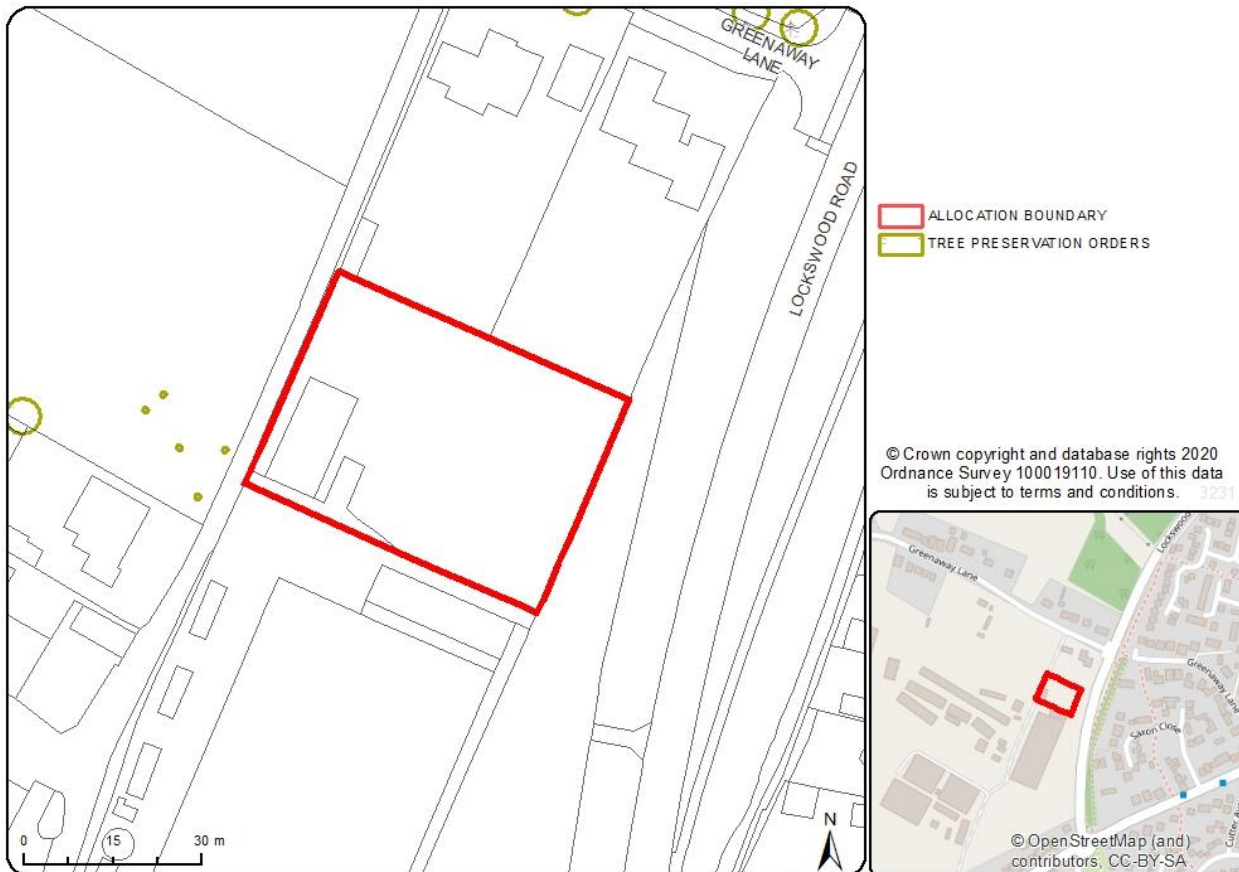 GREENAWAY
LANE
LOCKSWOOD ROAD
0 15 30 m
N
ALLOCATION BOUNDARY
TREE PRESERVATION ORDERS
© Crown copyright and database rights 2020
Ordnance Survey 100019110. Use of this data
is subject to terms and conditions. 3231
Greenaway Lane
Lockswood
Greenaway Lane
Saxon Close
Cutter
© OpenStreetMap (and)
contributors, CC-BY-SA